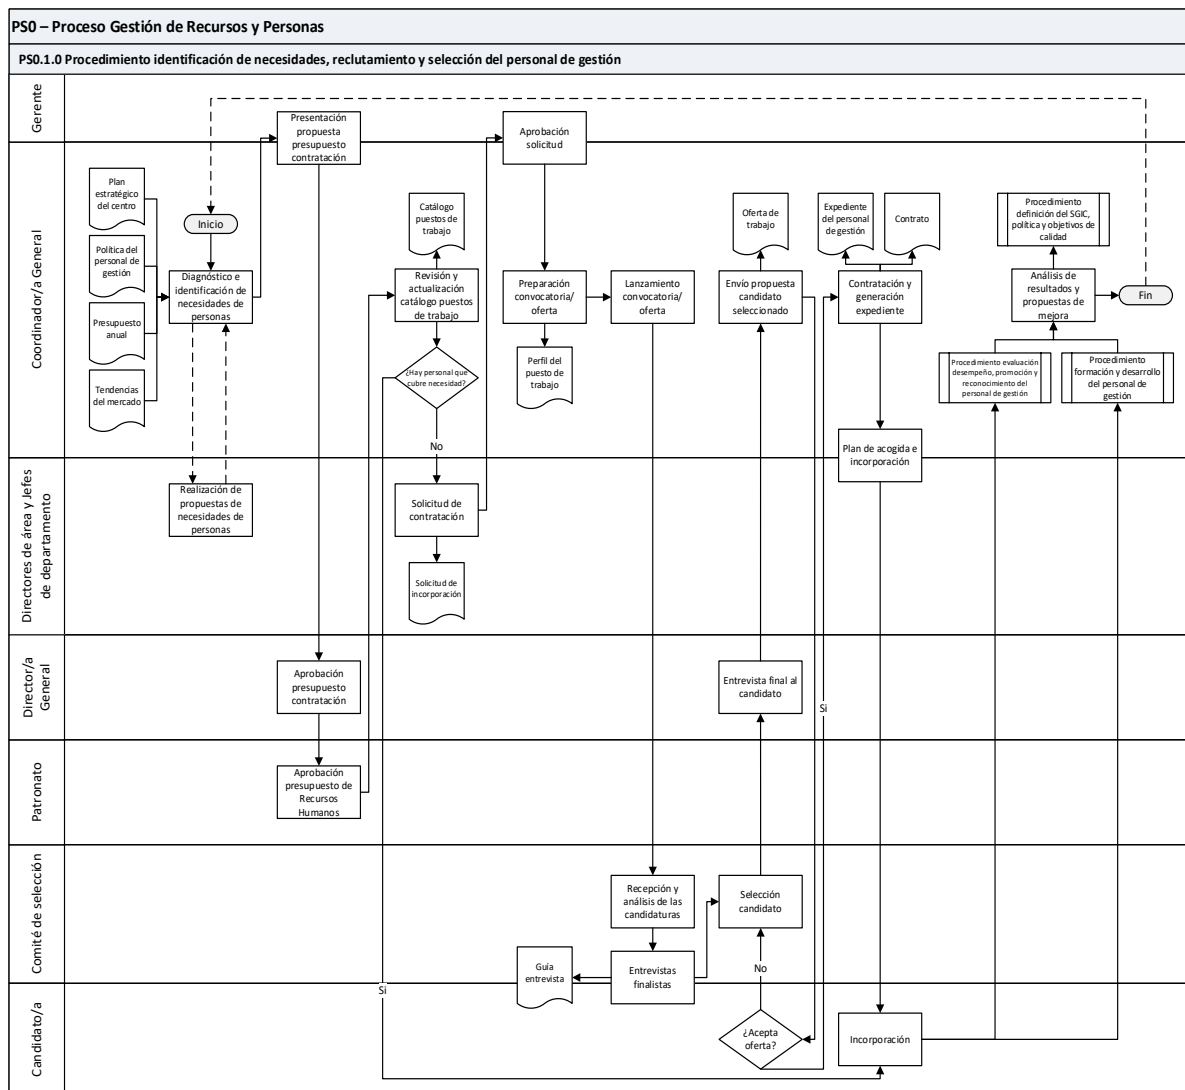 PS0 – Proceso Gestión de Recursos y Personas
PS0.1.0 Procedimiento identificación de necesidades, reclutamiento y selección del personal de gestión
Gerente
Presentación
propuesta
presupuesto
contratación
Aprobación
solicitud
Coordinador/a General
Plan
estratégico
del centro
Política del
personal de
gestión
Presupuesto
anual
Tendencias
del mercado
Inicio
Diagnóstico e
identificación de
necesidades de
personas
Catálogo
puestos de
trabajo
Revisión y
actualización
catálogo puestos
de trabajo
¿Hay personal que
cubre necesidad?
No
Preparación
convocatoria/
oferta
Perfil del
puesto de
trabajo
Lanzamiento
convocatoria/
oferta
Oferta de
trabajo
Envío propuesta
candidato
seleccionado
Expediente
del personal
de gestión
Contrato
Contratación y
generación
expediente
Plan de acogida e
incorporación
Procedimiento
definición del SGIC,
política y objetivos
de calidad
Análisis de
resultados y
propuestas de
mejora
Fin
Procedimiento evaluación
desempeño, promoción y
reconocimiento del
personal de gestión
Procedimiento
formación y desarrollo
del personal de
gestión
Directores de área y Jefes
de departamento
Realización de
propuestas de
necesidades de
personas
Solicitud de
contratación
Solicitud de
incorporación
Director/a
General
Aprobación
presupuesto
contratación
Entrevista final al
candidato
Si
Patronato
Aprobación
presupuesto de
Recursos
Humanos
Comité de selección
Recepción y
análisis de las
candidaturas
Selección
candidato
Guía
entrevista
Entrevistas
finalistas
No
Si
Candidato/a
¿Acepta
oferta?
Incorporación